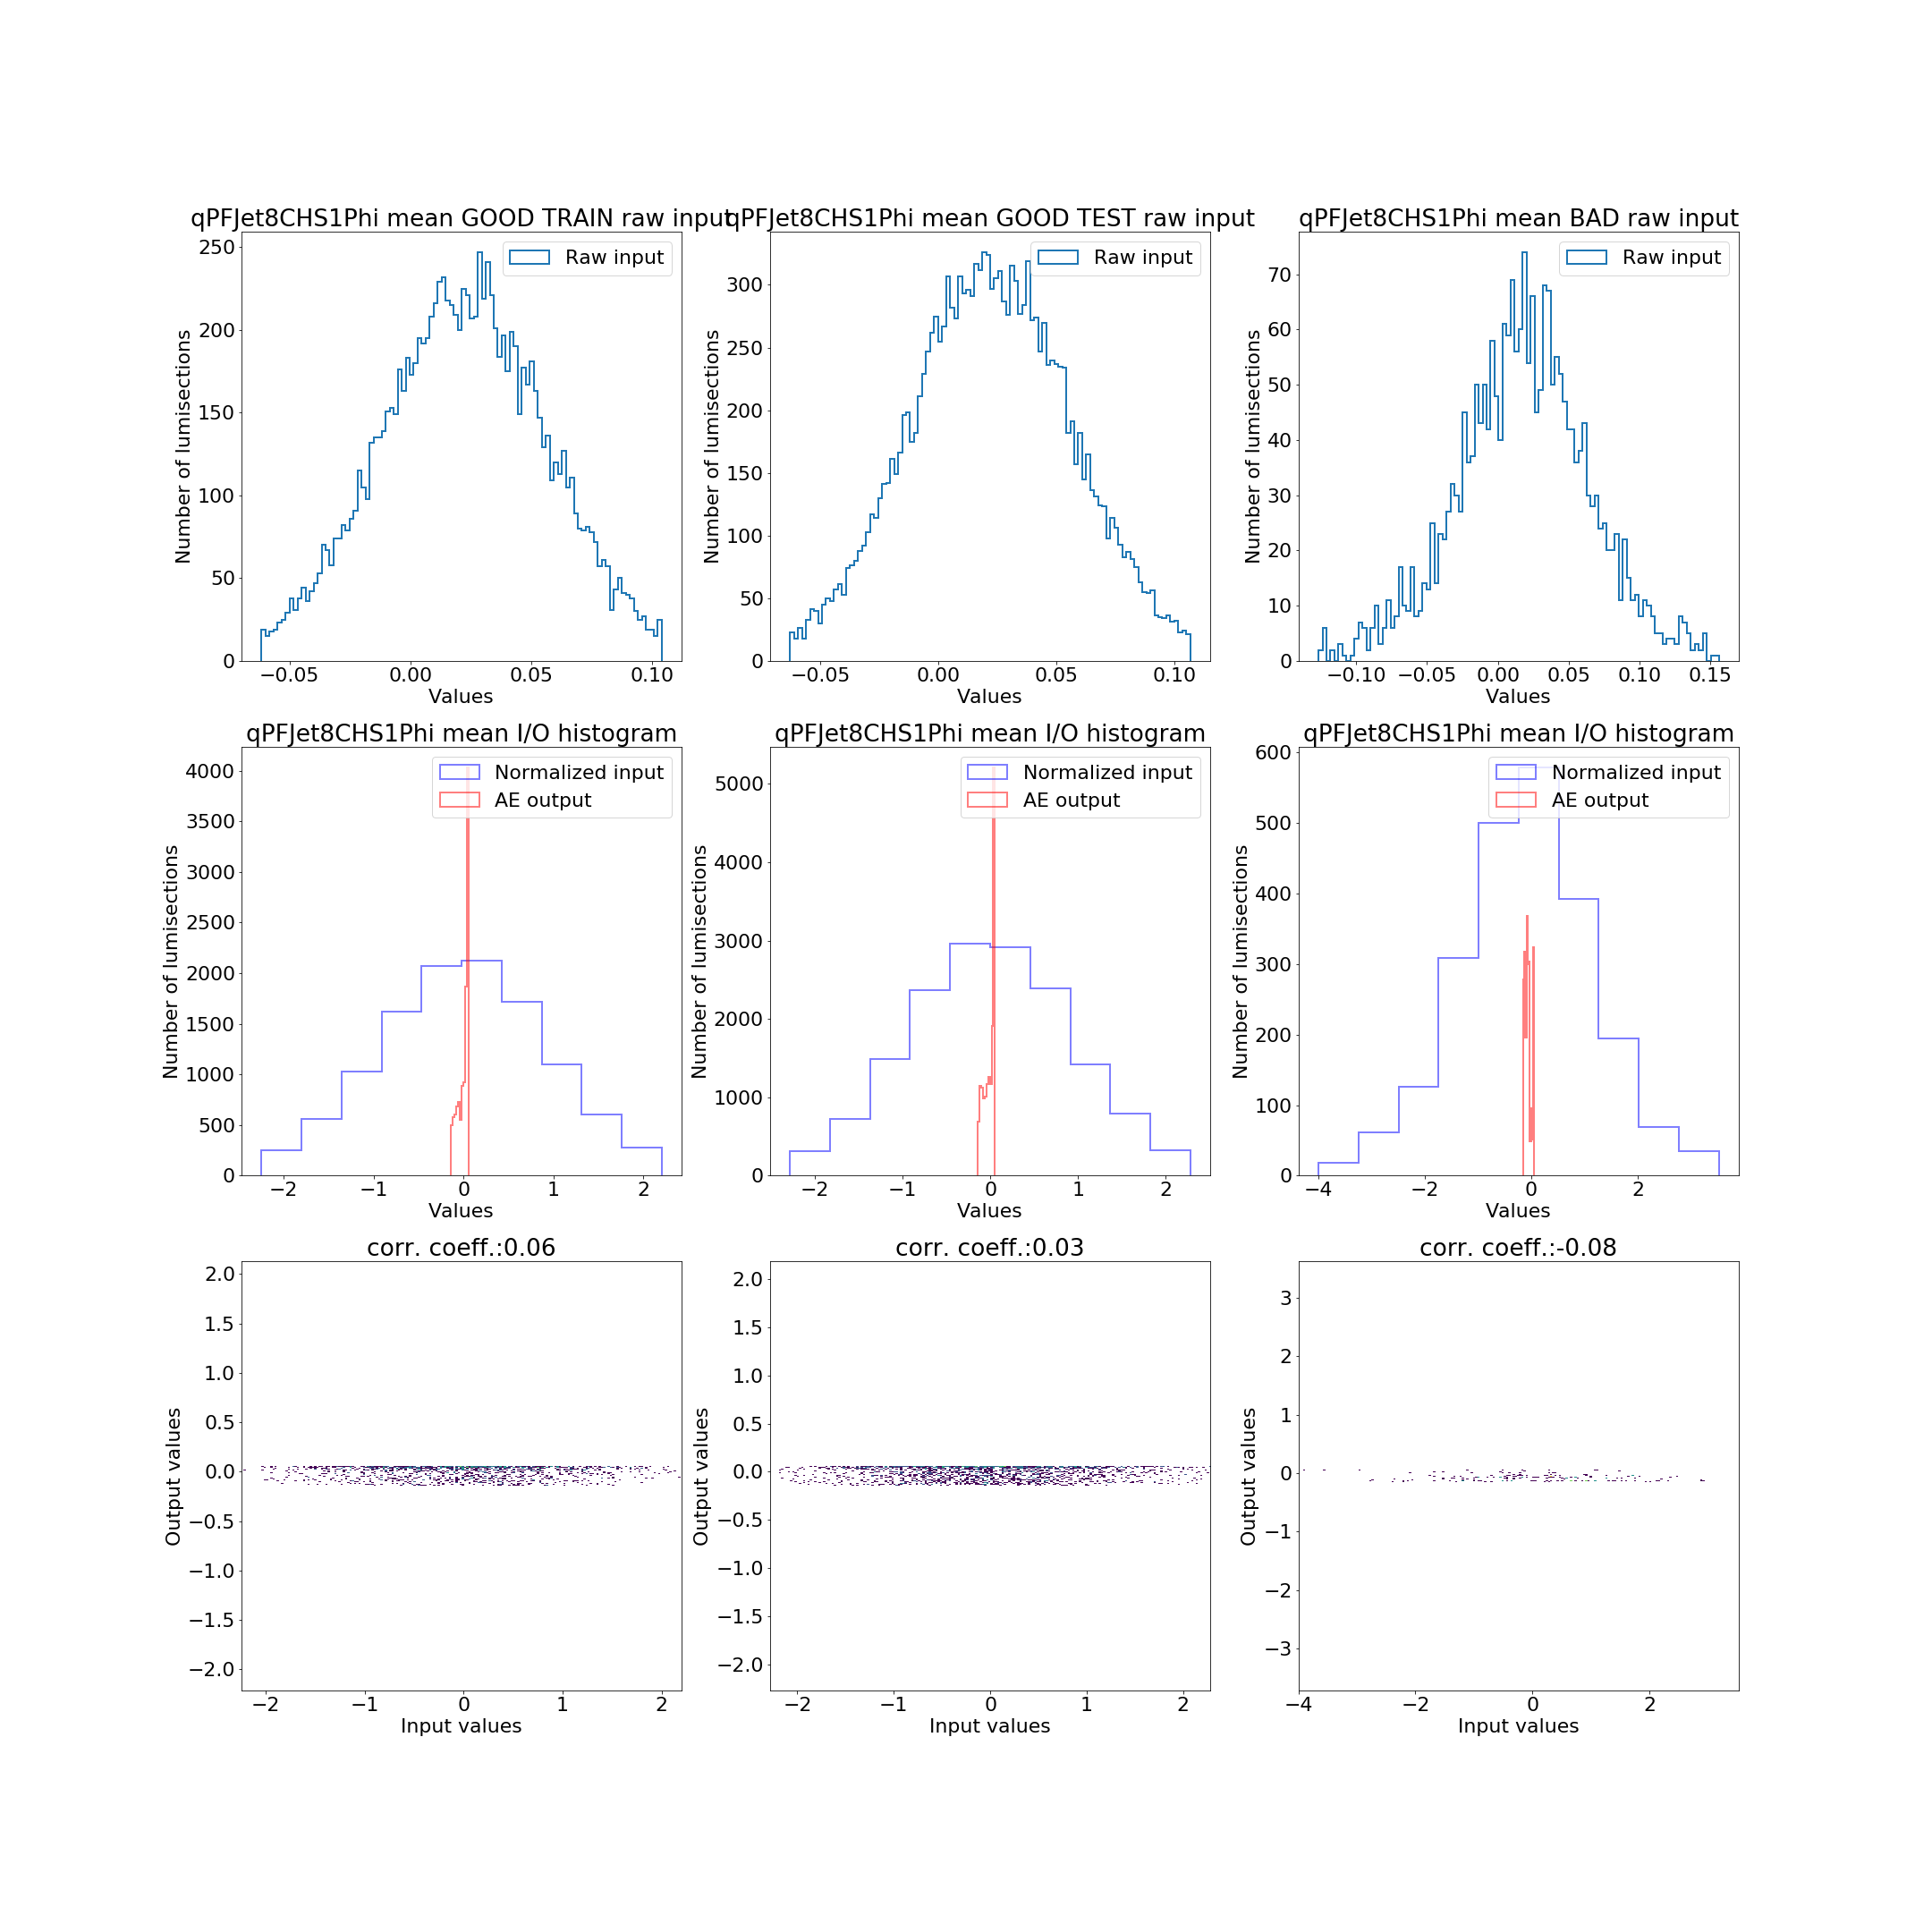 qPFJet8CHS1Phi mean GOOD TRAIN raw input
qPFJet8CHS1Phi mean GOOD TEST raw input
qPFJet8CHS1Phi mean BAD raw input
Raw input
Raw input
Raw input
Number of lumisections
250
200
150
100
50
0
−0.05 0.00 0.05 0.10
Values
Number of lumisections
300
250
200
150
100
50
0
−0.05 0.00 0.05 0.10
Values
Number of lumisections
70
60
50
40
30
20
10
0
−0.10 −0.05 0.00 0.05 0.10 0.15
Values
qPFJet8CHS1Phi mean I/O histogram
Normalized input
AE output
Number of lumisections
4000
3500
3000
2500
2000
1500
1000
500
0
−2 −1 0 1 2
Values
qPFJet8CHS1Phi mean I/O histogram
Normalized input
AE output
Number of lumisections
5000
4000
3000
2000
1000
0
−2 −1 0 1 2
Values
qPFJet8CHS1Phi mean I/O histogram
Normalized input
AE output
Number of lumisections
600
500
400
300
200
100
0
−4 −2 0 2
Values
corr. coeff.:0.06
Output values
2.0
1.5
1.0
0.5
0.0
−0.5
−1.0
−1.5
−2.0
−2 −1 0 1 2
Input values
corr. coeff.:0.03
Output values
2.0
1.5
1.0
0.5
0.0
−0.5
−1.0
−1.5
−2.0
−2 −1 0 1 2
Input values
corr. coeff.:-0.08
Output values
3
2
1
0
−1
−2
−3
−4 −2 0 2
Input values